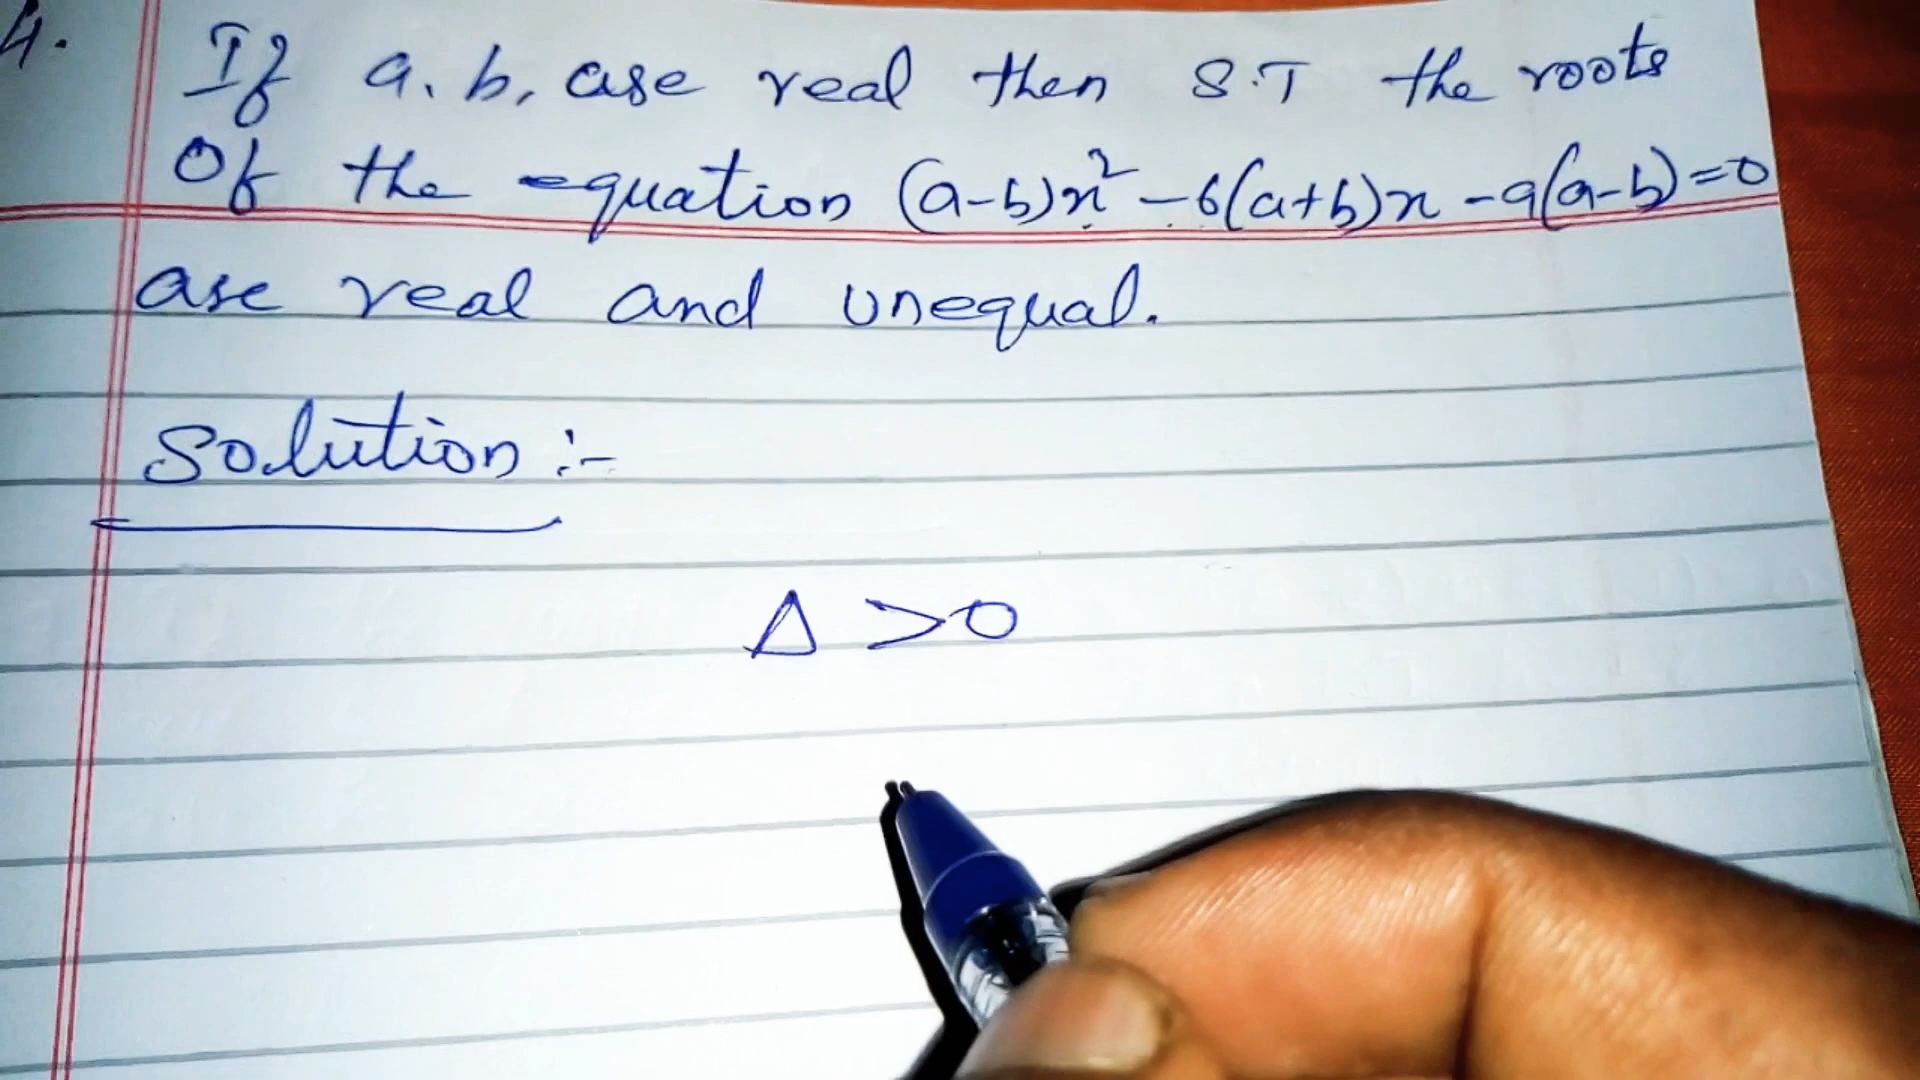 4.
If a, b, are real then S.T the roots
Of the equation (a-b)x² -6(a+b)x -9(a-b)=0
are real and unequal.
Solution :-
Δ >0